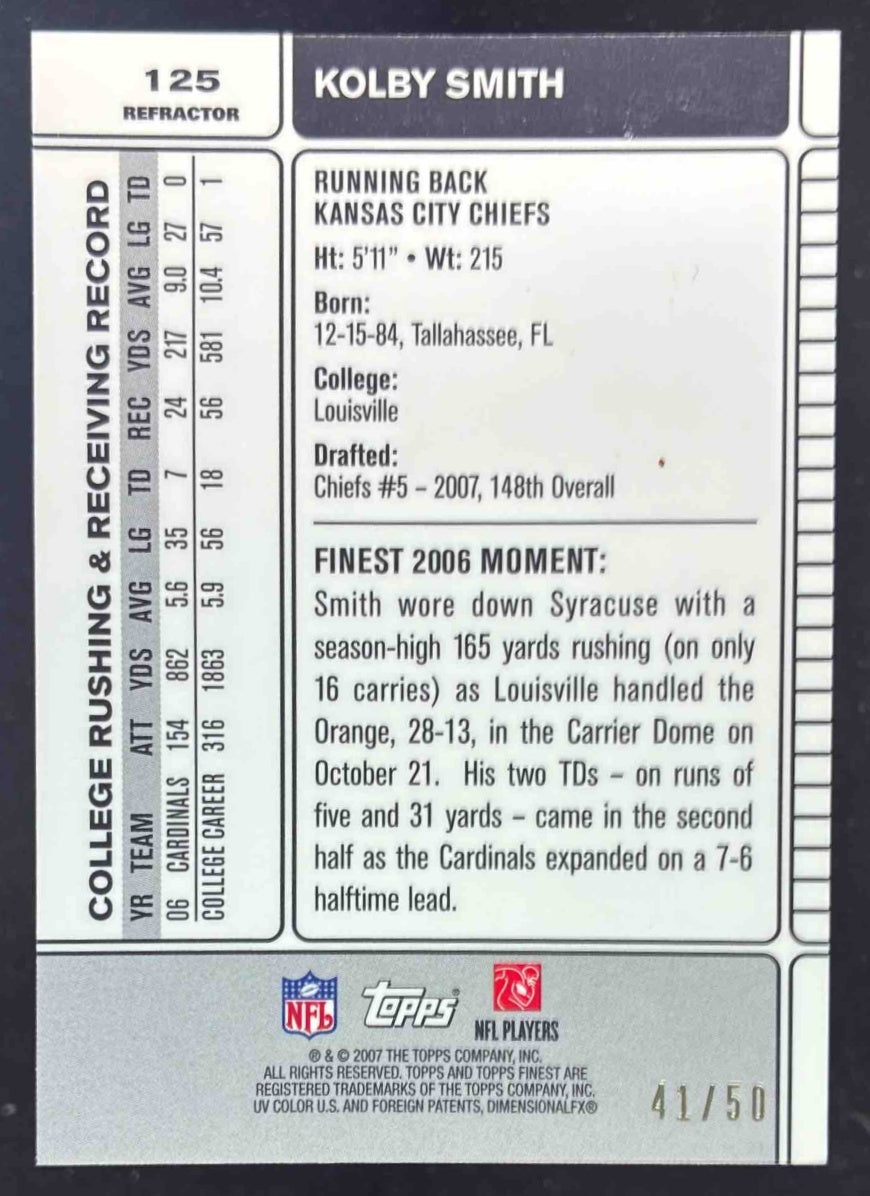 125
REFRACTOR
KOLBY SMITH
COLLEGE RUSHING & RECEIVING RECORD
YR TEAM ATT YDS AVG LG TD REC YDS AVG LG TD
06 CARDINALS 154 862 5.6 35 7 24 217 9.0 27 0
COLLEGE CAREER 316 1863 5.9 56 18 56 581 10.4 57 1
RUNNING BACK
KANSAS CITY CHIEFS
Ht: 5'11" • Wt: 215
Born:
12-15-84, Tallahassee, FL
College:
Louisville
Drafted:
Chiefs #5 – 2007, 148th Overall
FINEST 2006 MOMENT:
Smith wore down Syracuse with a
season-high 165 yards rushing (on only
16 carries) as Louisville handled the
Orange, 28-13, in the Carrier Dome on
October 21. His two TDs – on runs of
five and 31 yards – came in the second
half as the Cardinals expanded on a 7-6
halftime lead.
NFL
Topps®
NFL PLAYERS
® & © 2007 THE TOPPS COMPANY, INC.
ALL RIGHTS RESERVED. TOPPS AND TOPPS FINEST ARE
REGISTERED TRADEMARKS OF THE TOPPS COMPANY, INC.
UV COLOR U.S. AND FOREIGN PATENTS, DIMENSIONALFX®
41/50